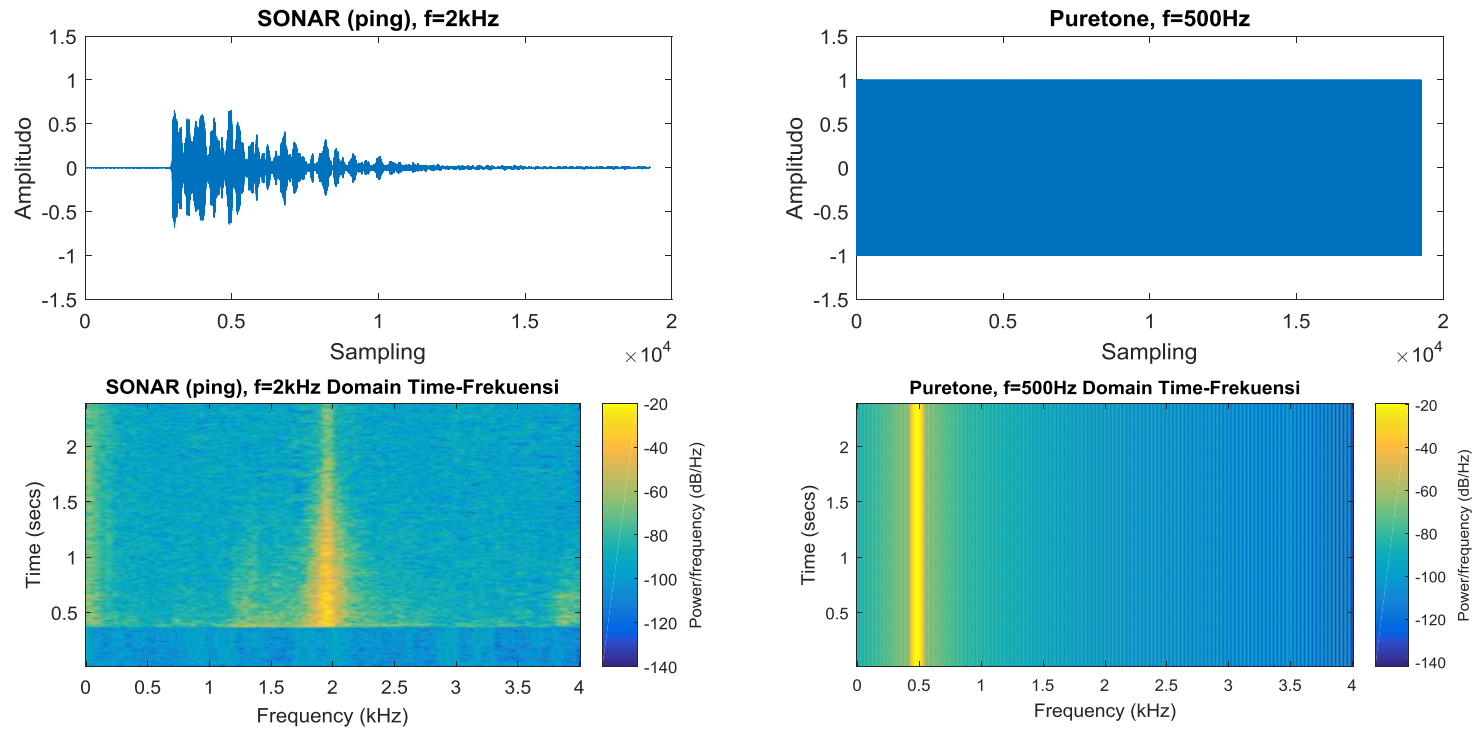 SONAR (ping), f=2kHz
1.5
1
0.5
0
-0.5
-1
-1.5
Amplitudo
0 0.5 1 1.5 2
Sampling
×10^4
Puretone, f=500Hz
1.5
1
0.5
0
-0.5
-1
-1.5
Amplitudo
0 0.5 1 1.5 2
Sampling
×10^4
SONAR (ping), f=2kHz Domain Time-Frekuensi
2
1.5
1
0.5
Time (secs)
0 0.5 1 1.5 2 2.5 3 3.5 4
Frequency (kHz)
-20
-40
-60
-80
-100
-120
-140
Power/frequency (dB/Hz)
Puretone, f=500Hz Domain Time-Frekuensi
2
1.5
1
0.5
Time (secs)
0 0.5 1 1.5 2 2.5 3 3.5 4
Frequency (kHz)
-20
-40
-60
-80
-100
-120
-140
Power/frequency (dB/Hz)